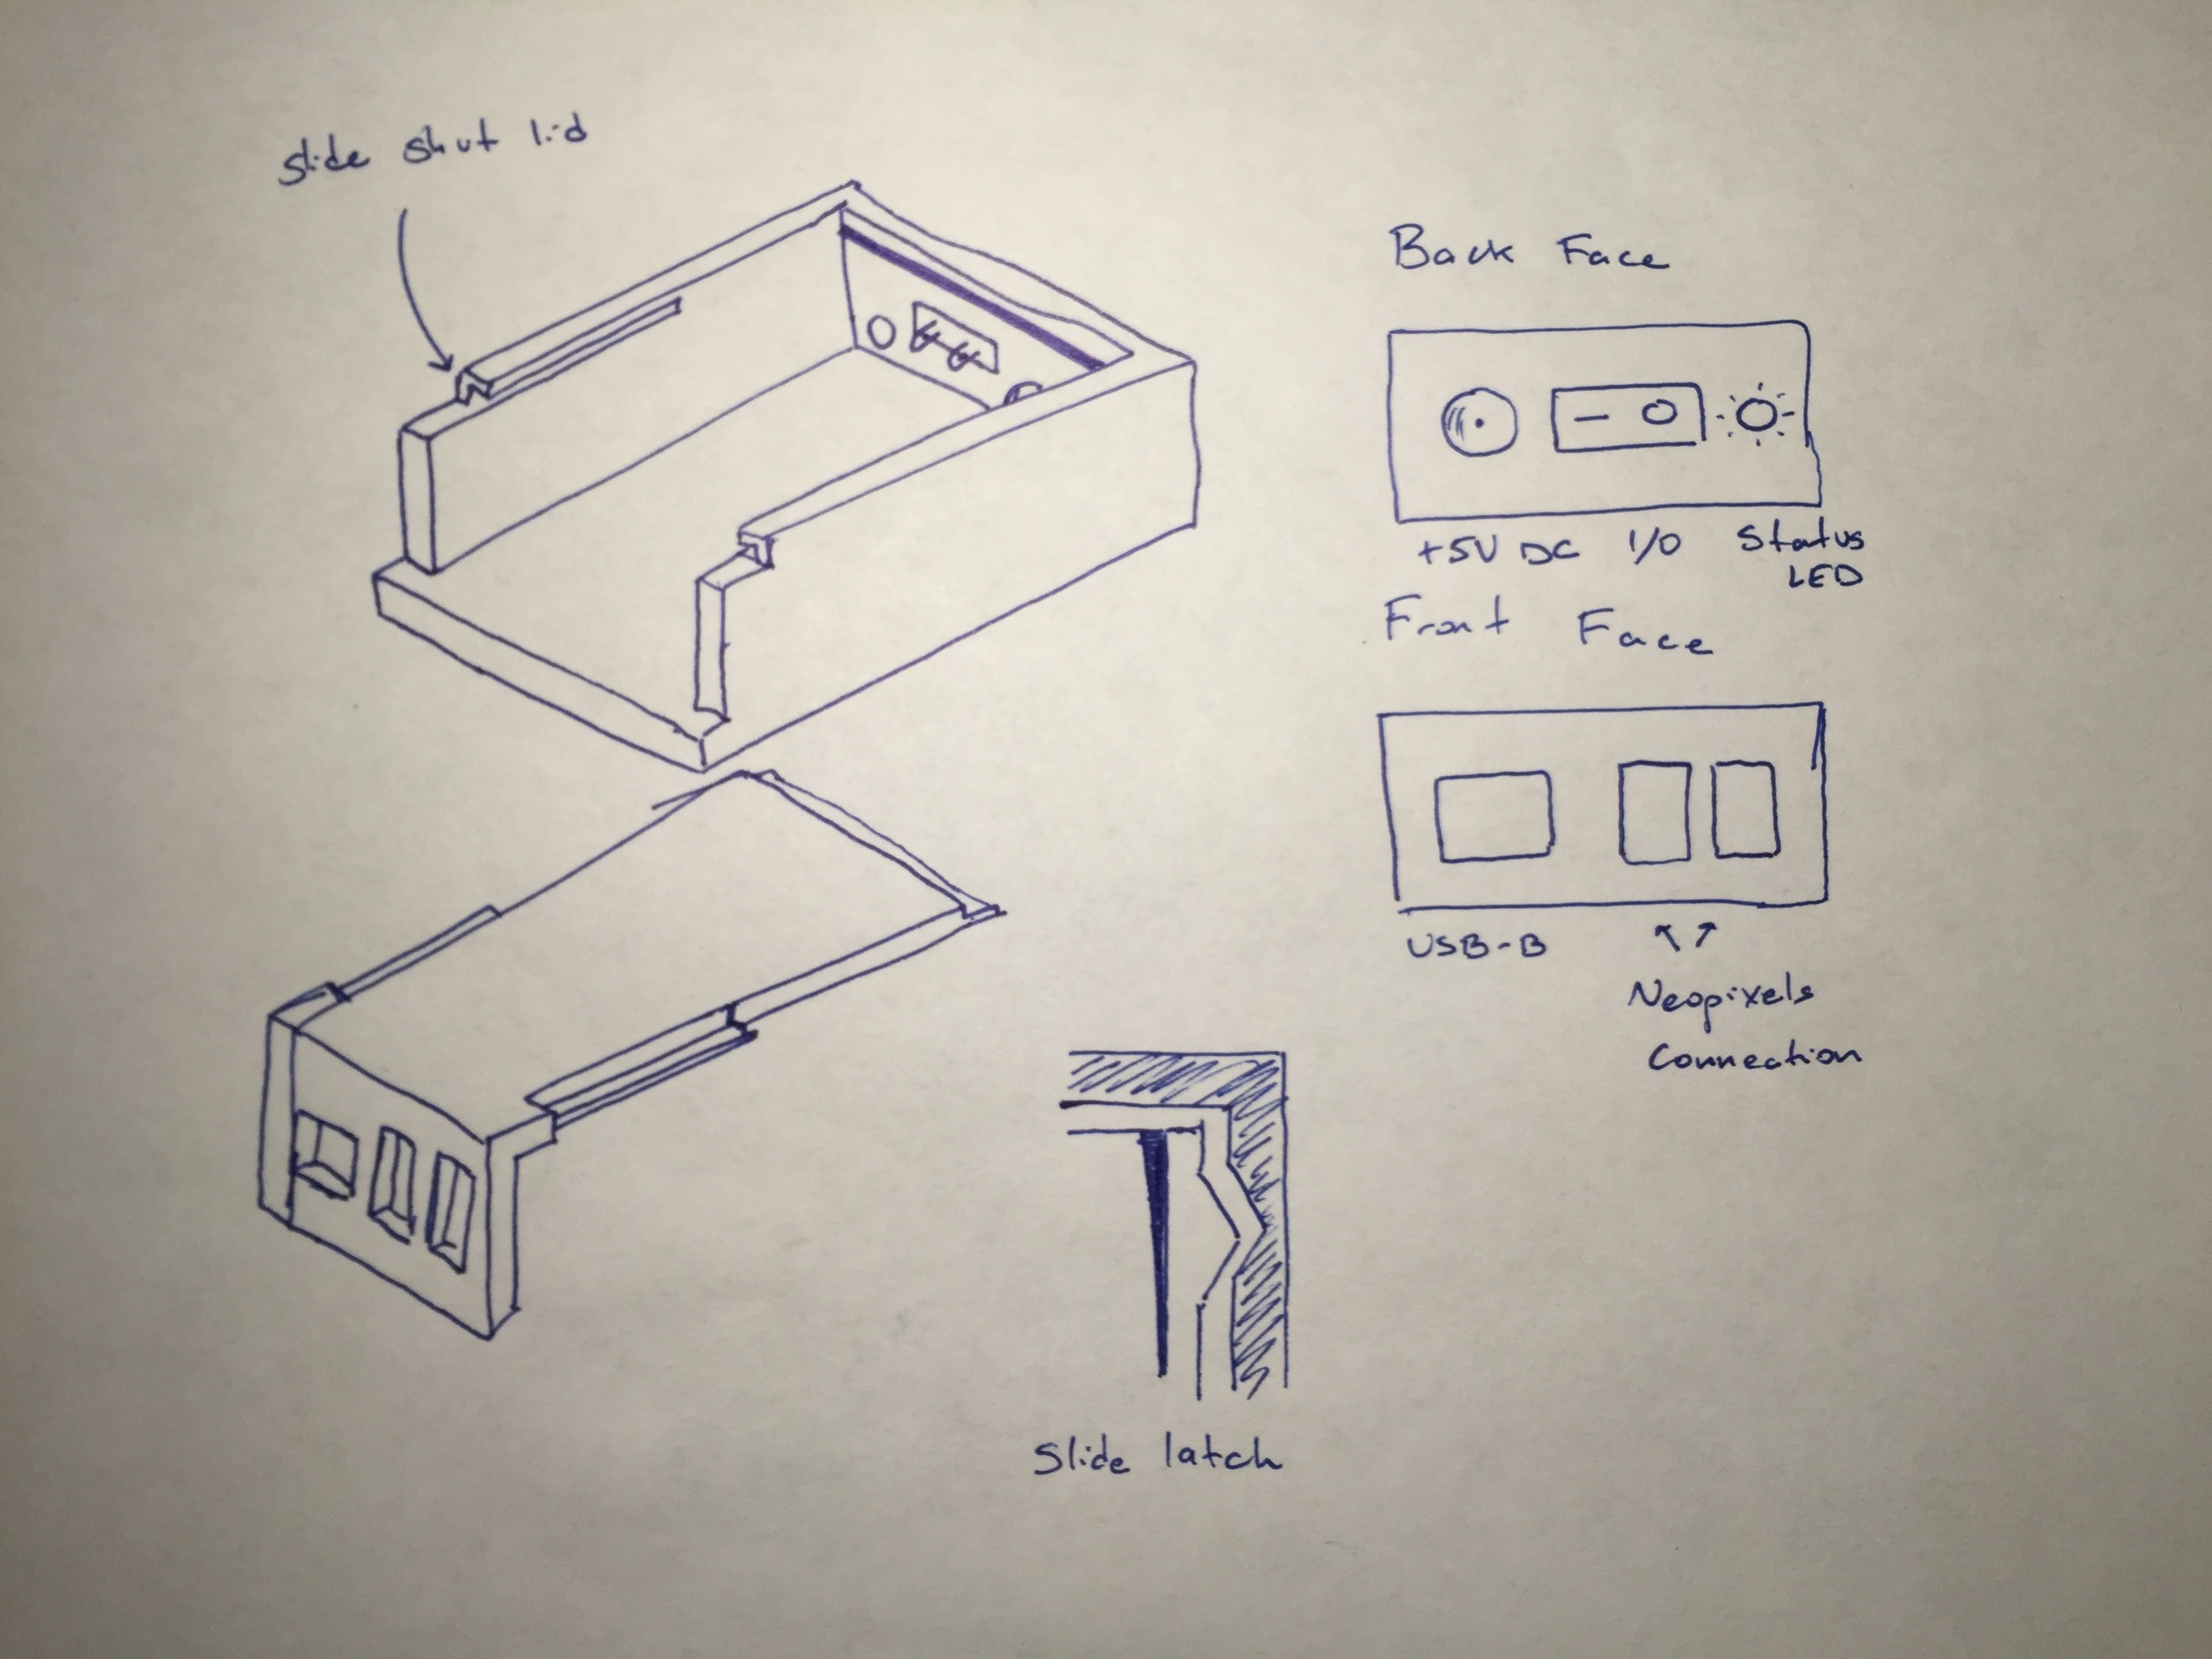 Slide shut lid
Back Face
+5V DC I/O Status
LED
Front Face
USB-B
Neopixels
Connection
Slide latch